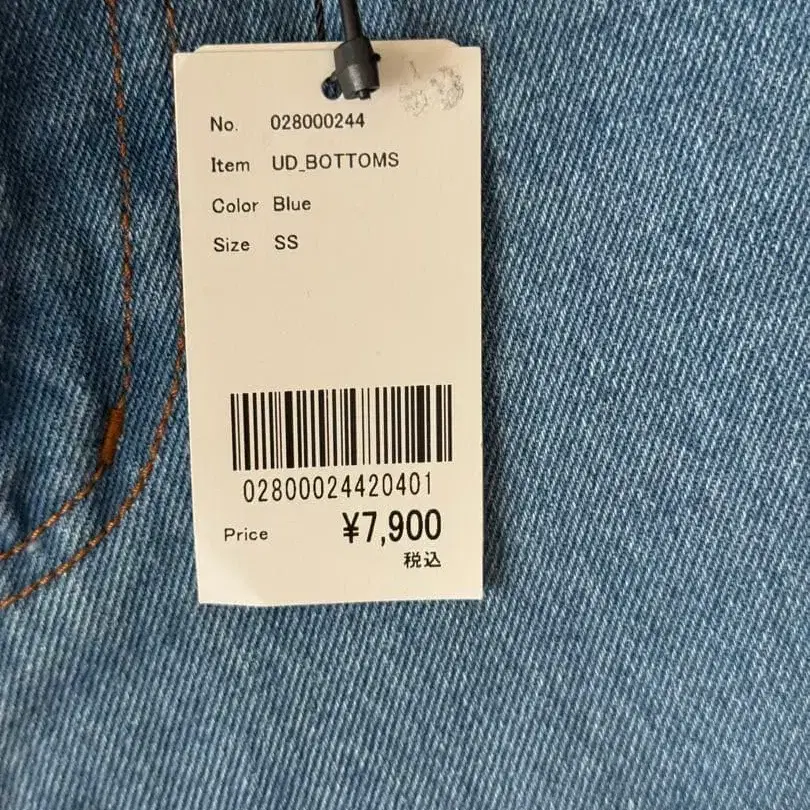 No. 028000244
Item UD_BOTTOMS
Color Blue
Size SS
02800024420401
Price ¥7,900
税込